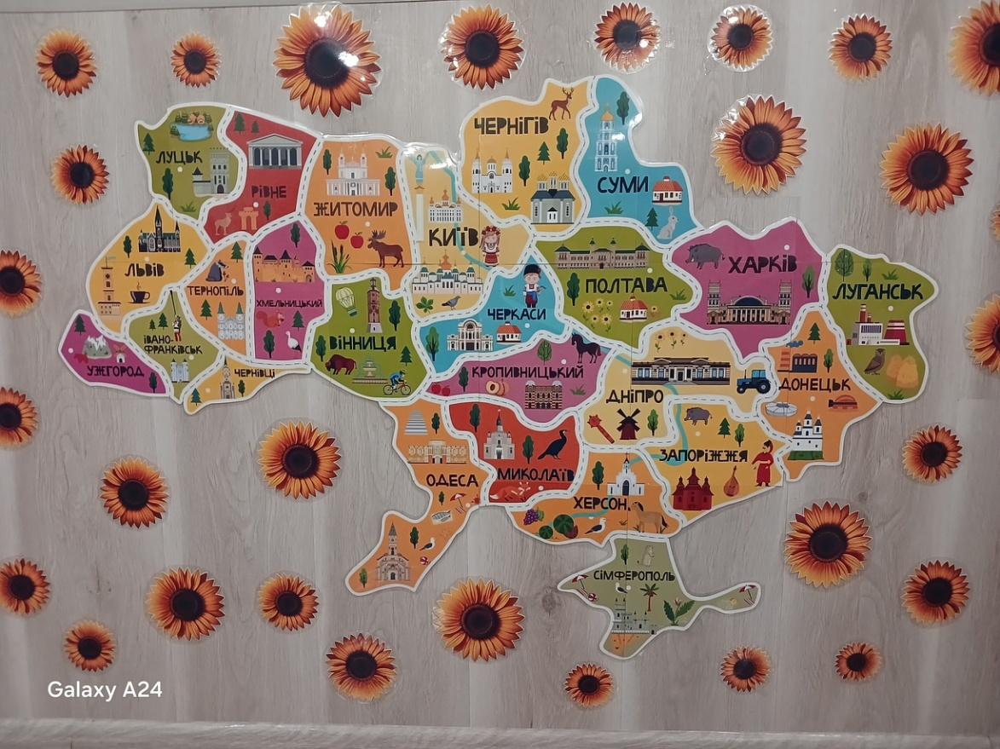 ЧЕРНІГІВ
ЛУЦЬК
РІВНЕ
СУМИ
ЖИТОМИР
КИЇВ
ХАРКІВ
ЛЬВІВ
ТЕРНОПІЛЬ
ХМЕЛЬНИЦЬКИЙ
ПОЛТАВА
ЛУГАНСЬК
ЧЕРКАСИ
ІВАНО-
ФРАНКІВСЬК
ВІННИЦЯ
УЖГОРОД
ЧЕРНІВЦІ
КРОПИВНИЦЬКИЙ
ДНІПРО
ДОНЕЦЬК
ЗАПОРІЖЖЯ
ОДЕСА
МИКОЛАЇВ
ХЕРСОН
СІМФЕРОПОЛЬ
Galaxy A24